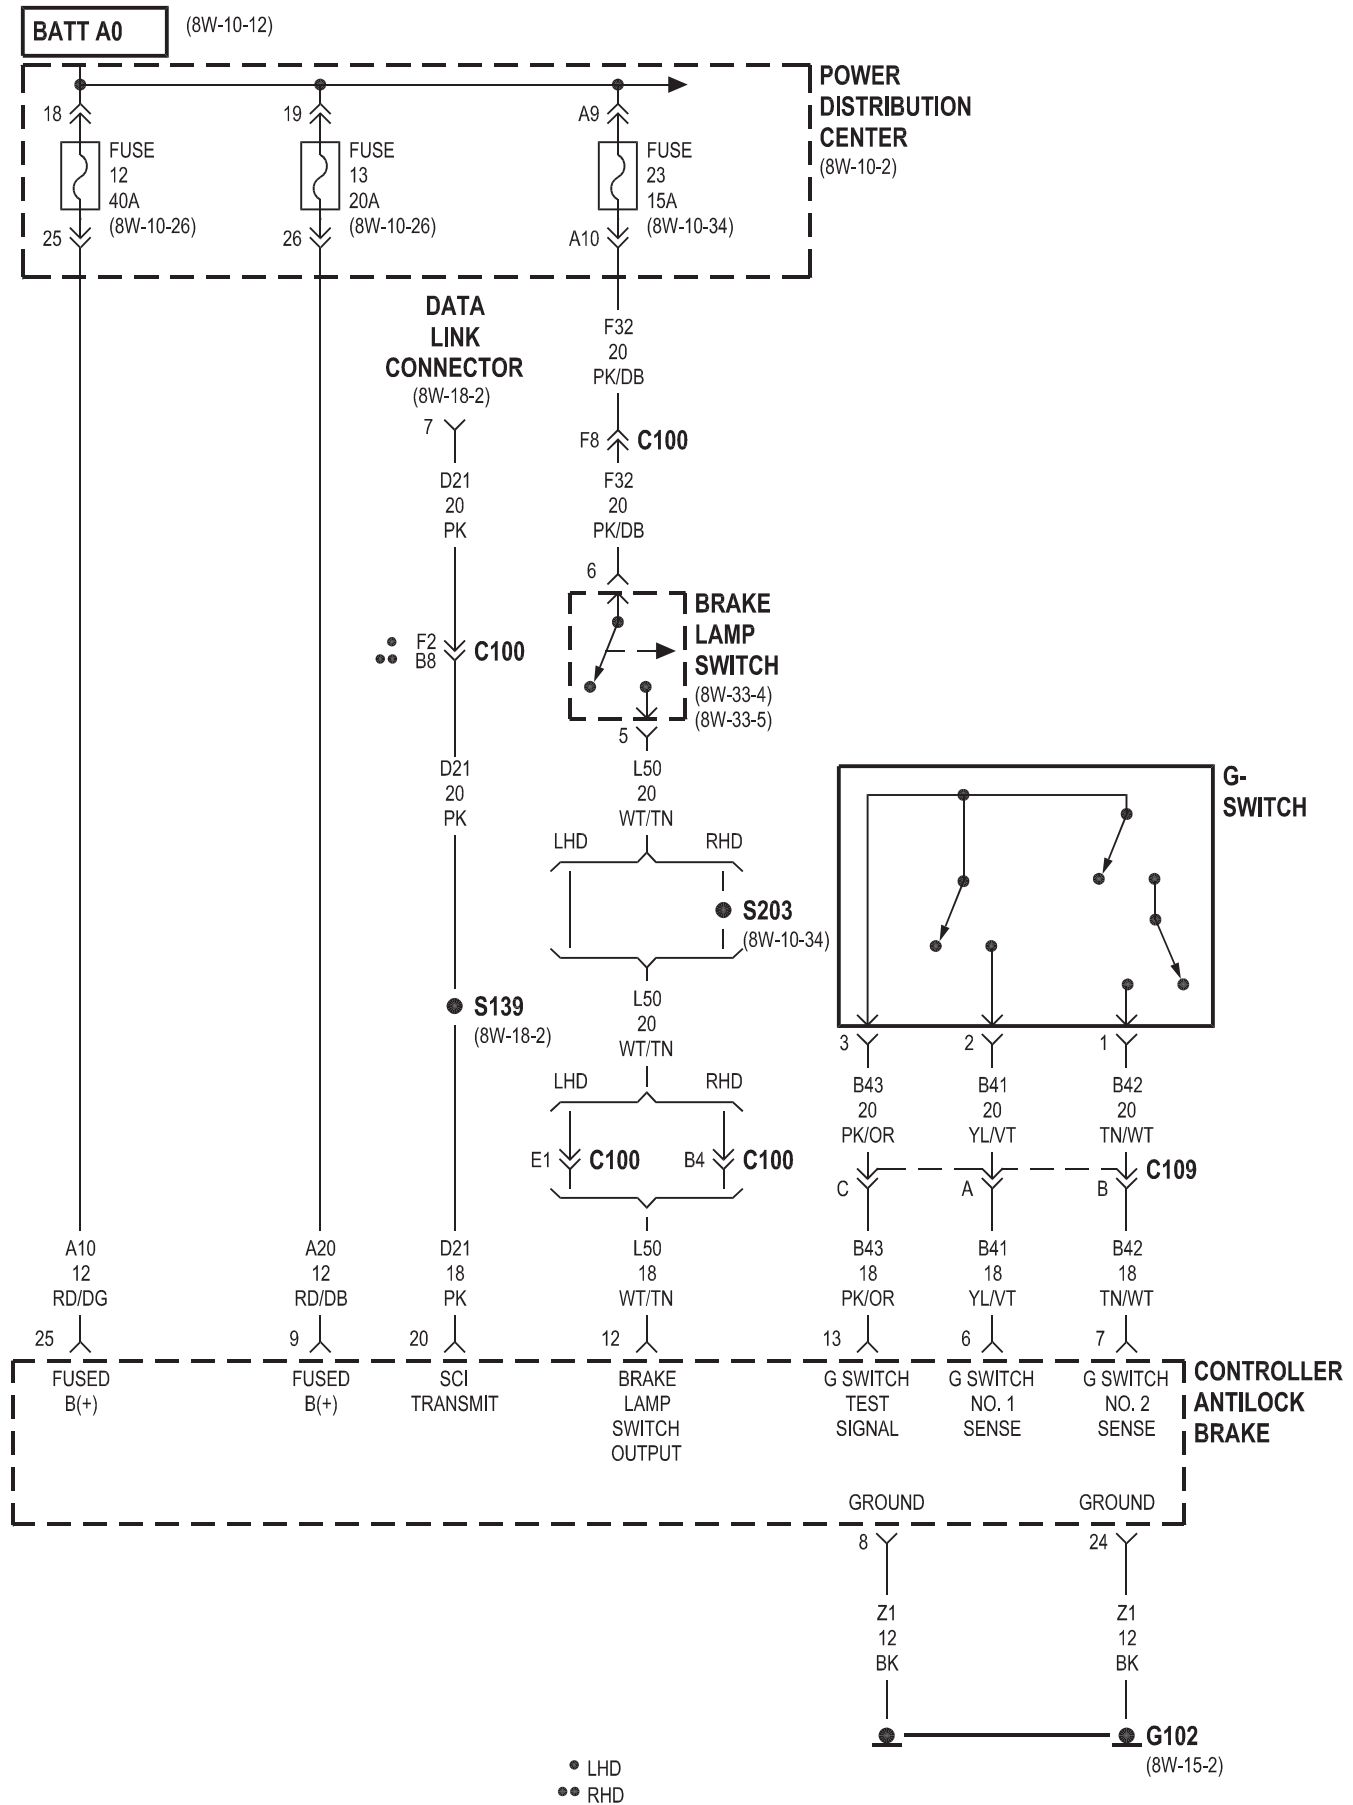 BATT A0
(8W-10-12)
POWER
DISTRIBUTION
CENTER
(8W-10-2)
18
FUSE
12
40A
(8W-10-26)
25
19
FUSE
13
20A
(8W-10-26)
26
A9
FUSE
23
15A
(8W-10-34)
A10
DATA
LINK
CONNECTOR
(8W-18-2)
7
D21
20
PK
F2
B8
C100
D21
20
PK
S139
(8W-18-2)
F32
20
PK/DB
F8
C100
F32
20
PK/DB
6
BRAKE
LAMP
SWITCH
(8W-33-4)
(8W-33-5)
5
L50
20
WT/TN
LHD
RHD
S203
(8W-10-34)
L50
20
WT/TN
LHD
RHD
E1
C100
B4
C100
G-
SWITCH
3
2
1
B43
20
PK/OR
B41
20
YL/VT
B42
20
TN/WT
C
A
B
C109
A10
12
RD/DG
A20
12
RD/DB
D21
18
PK
L50
18
WT/TN
B43
18
PK/OR
B41
18
YL/VT
B42
18
TN/WT
25
9
20
12
13
6
7
FUSED
B(+)
FUSED
B(+)
SCI
TRANSMIT
BRAKE
LAMP
SWITCH
OUTPUT
G SWITCH
TEST
SIGNAL
G SWITCH
NO. 1
SENSE
G SWITCH
NO. 2
SENSE
CONTROLLER
ANTILOCK
BRAKE
GROUND
GROUND
8
24
Z1
12
BK
Z1
12
BK
G102
(8W-15-2)
LHD
RHD